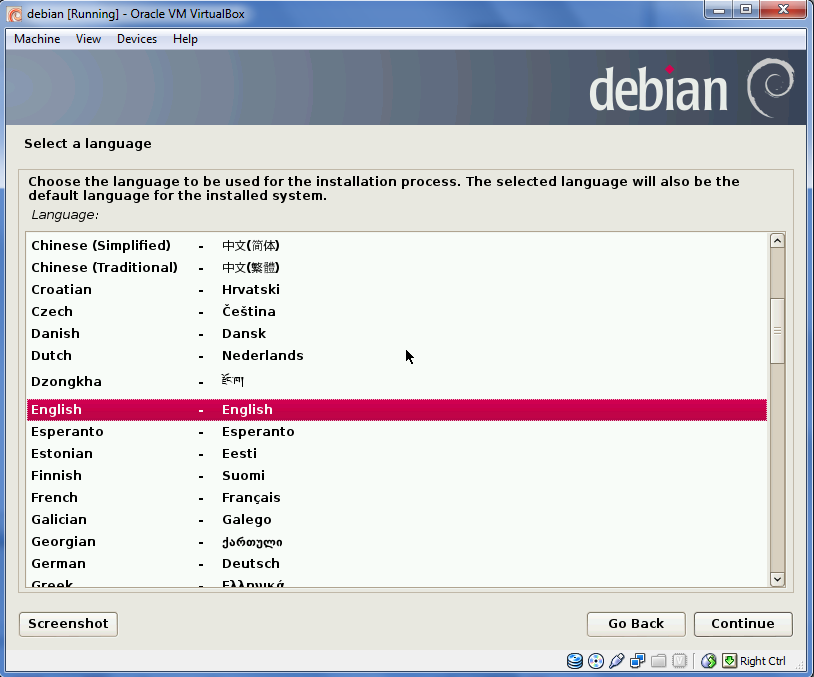 debian [Running] - Oracle VM VirtualBox
Machine View Devices Help
debian
Select a language
Choose the language to be used for the installation process. The selected language will also be the
default language for the installed system.
Language:
Chinese (Simplified) - 中文(简体)
Chinese (Traditional) - 中文(繁體)
Croatian - Hrvatski
Czech - Čeština
Danish - Dansk
Dutch - Nederlands
Dzongkha - རྫོང་ཁ།
English - English
Esperanto - Esperanto
Estonian - Eesti
Finnish - Suomi
French - Français
Galician - Galego
Georgian - ქართული
German - Deutsch
Greek - Ελληνικά
Screenshot Go Back Continue
Right Ctrl